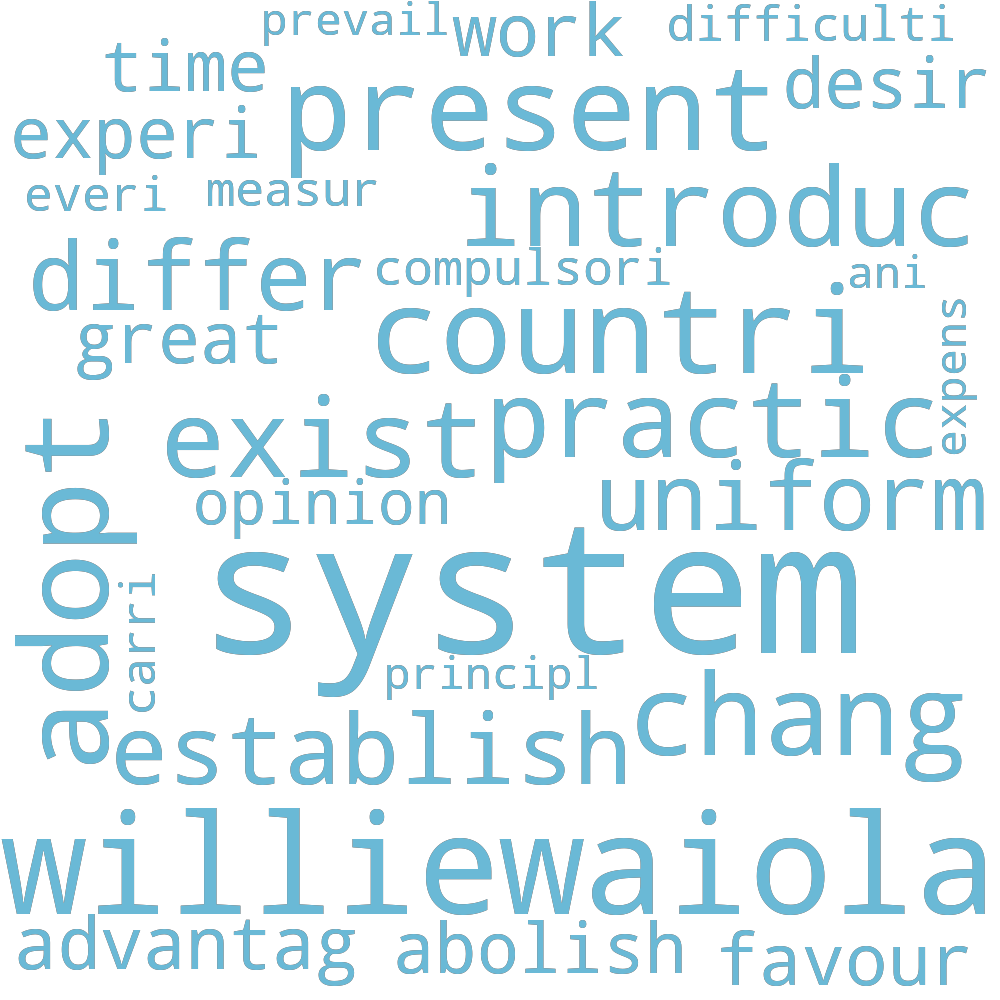 prevail
work
difficulti
time
present
desir
experi
everi
measur
introduc
differ
compulsori
ani
great
countri
expens
exist
practic
adopt
opinion
uniform
system
carri
principl
establish
chang
williewaiola
advantag
abolish
favour